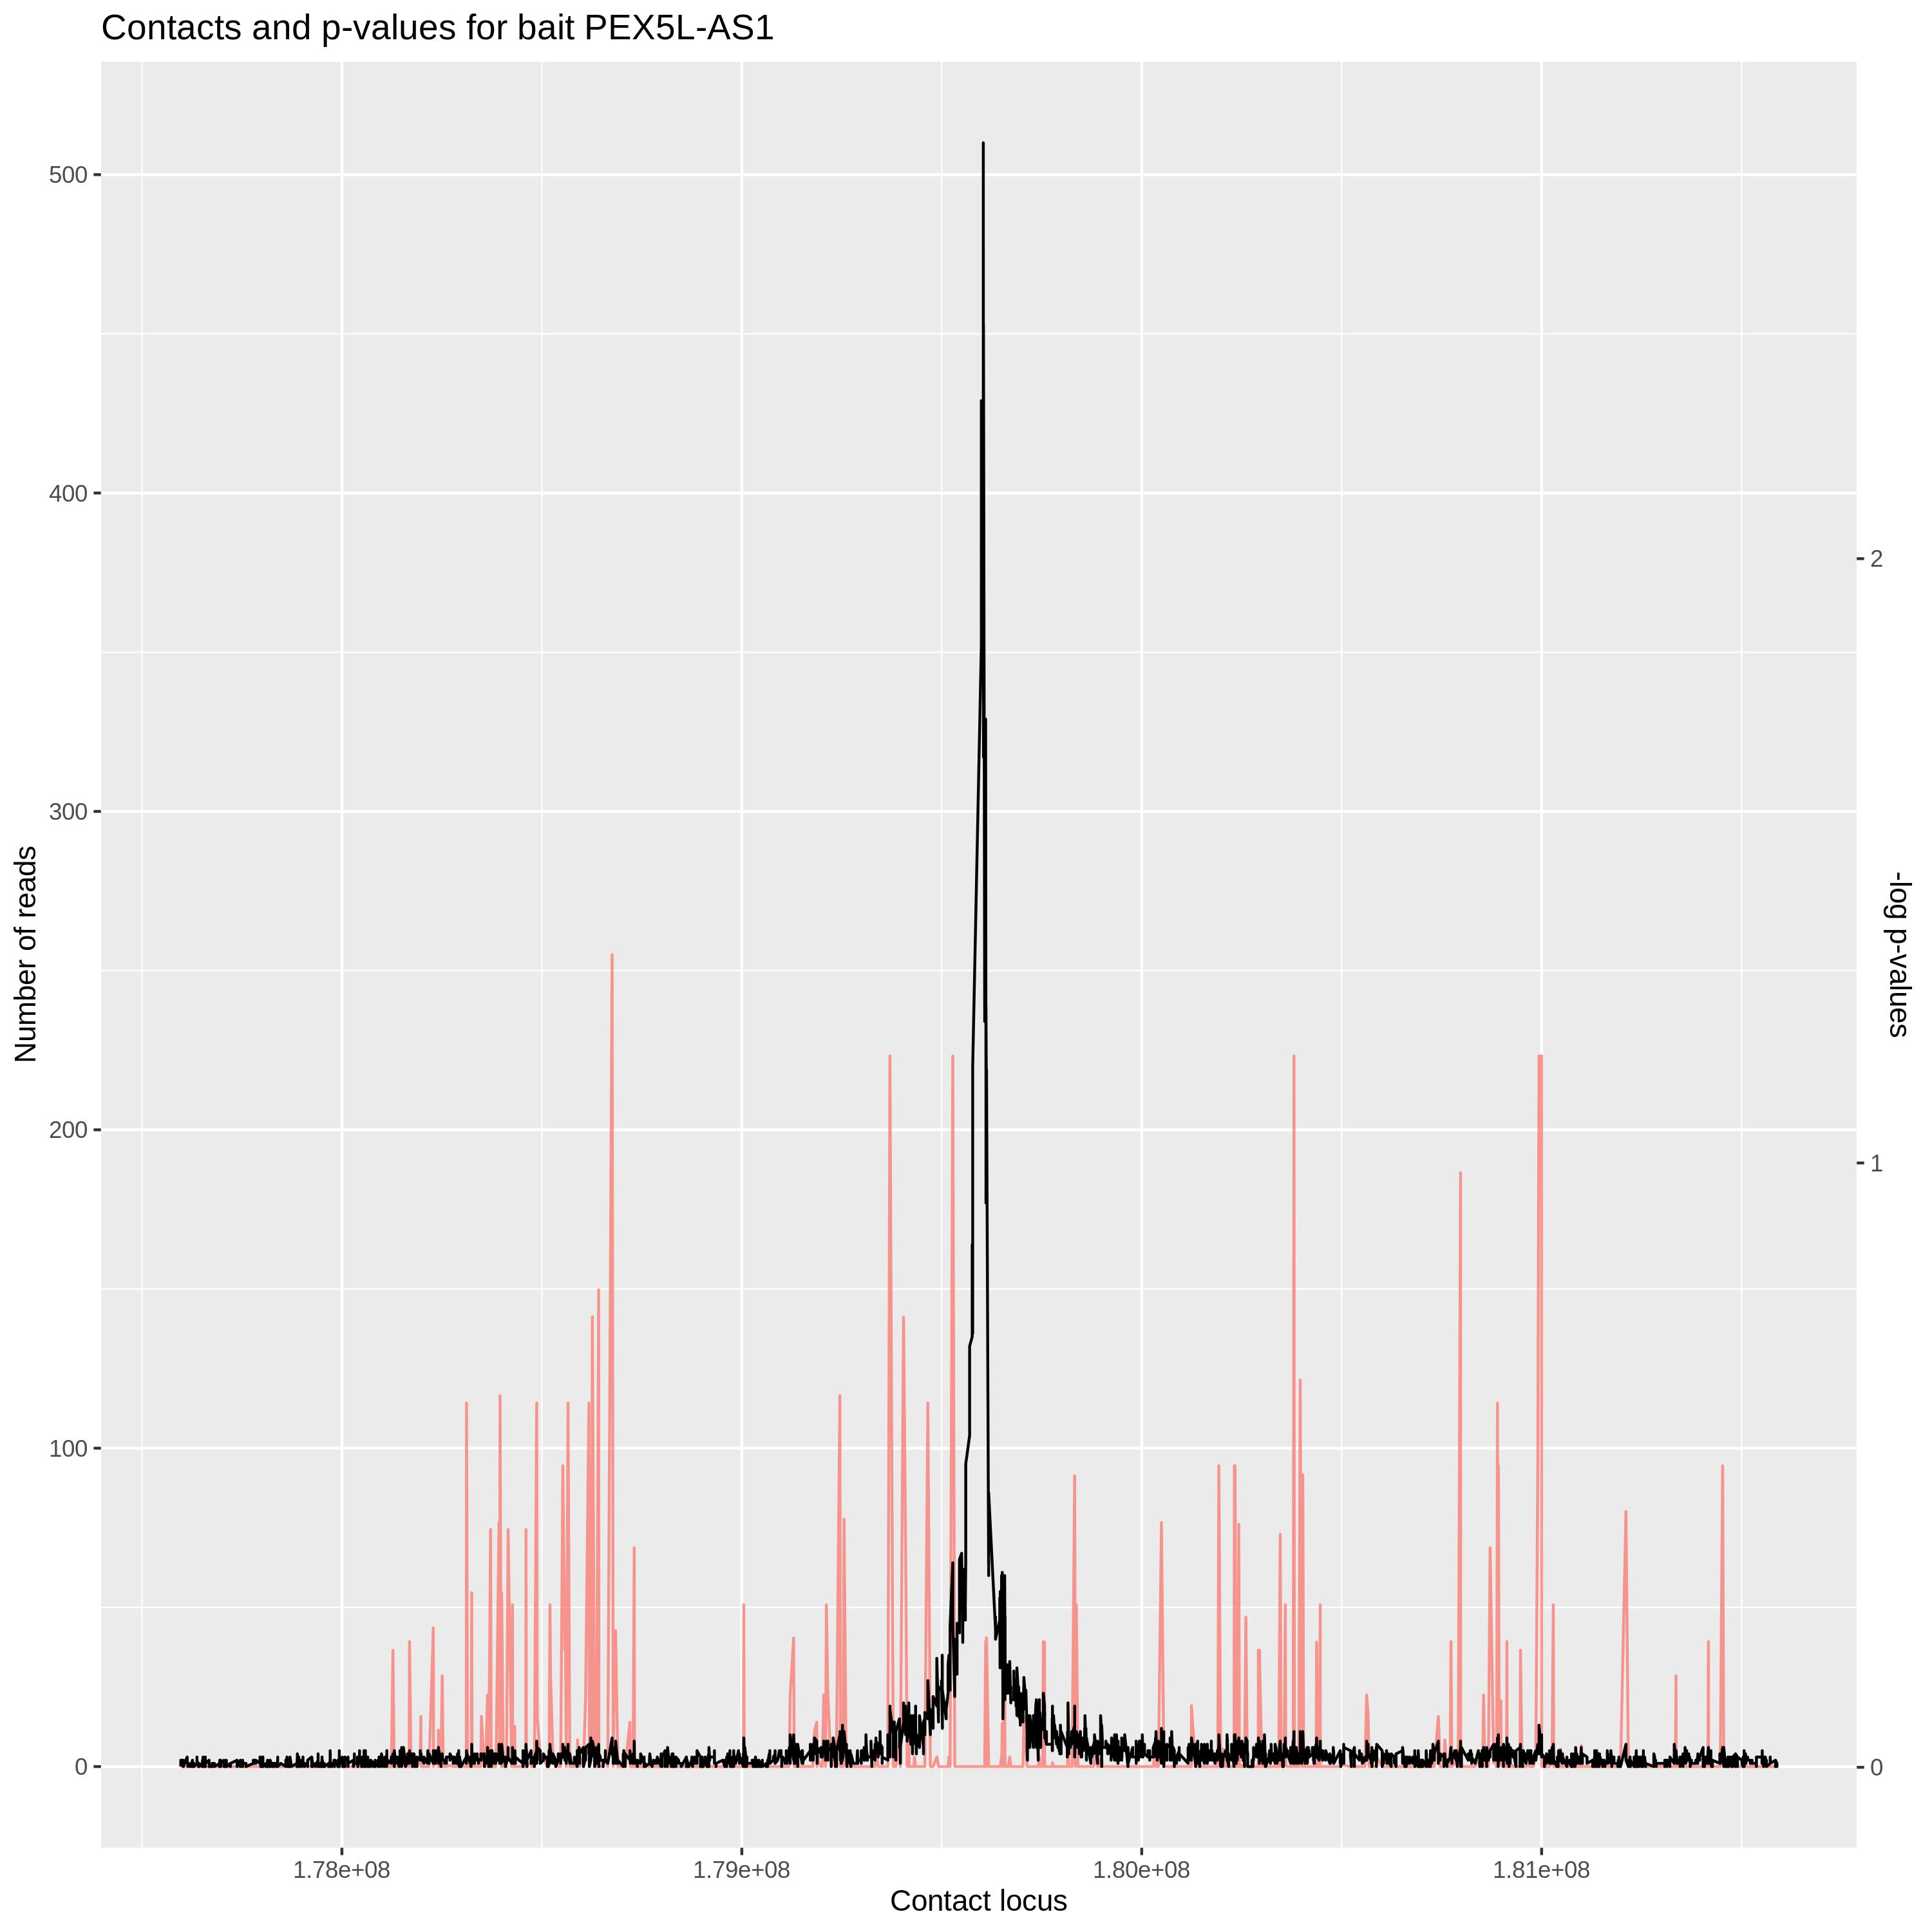 Contacts and p-values for bait PEX5L-AS1
500
400
300
200
100
0
Number of reads
2
1
0
-log p-values
1.78e+08
1.79e+08
1.80e+08
1.81e+08
Contact locus